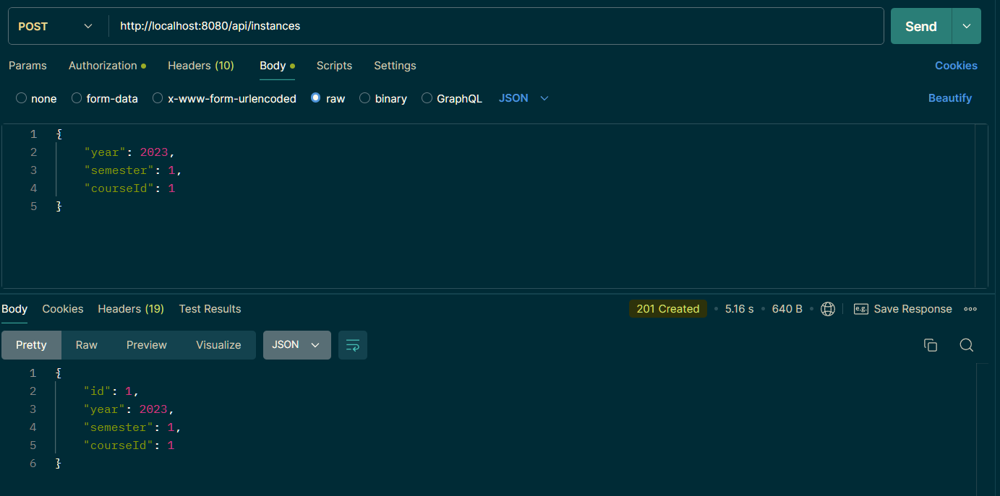 POST http://localhost:8080/api/instances Send
Params Authorization Headers (10) Body Scripts Settings Cookies
none form-data x-www-form-urlencoded raw binary GraphQL JSON Beautify
1 {
2 "year": 2023,
3 "semester": 1,
4 "courseId": 1
5 }
Body Cookies Headers (19) Test Results 201 Created • 5.16 s • 640 B • e.g. Save Response
Pretty Raw Preview Visualize JSON
1 {
2 "id": 1,
3 "year": 2023,
4 "semester": 1,
5 "courseId": 1
6 }